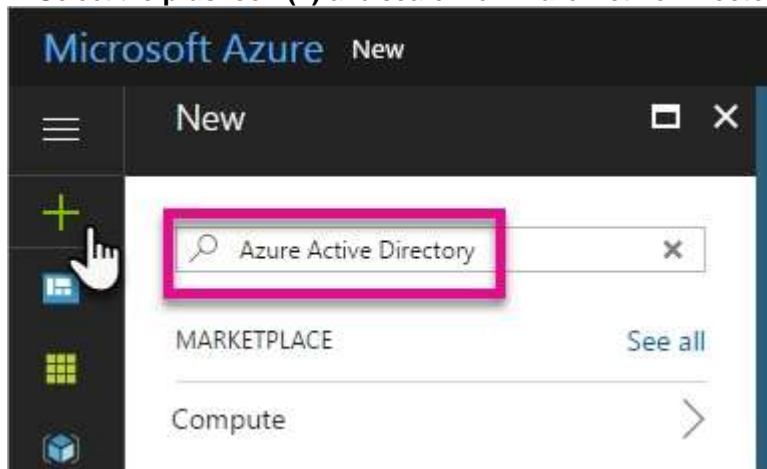 Microsoft Azure New
New
Azure Active Directory
MARKETPLACE
See all
Compute